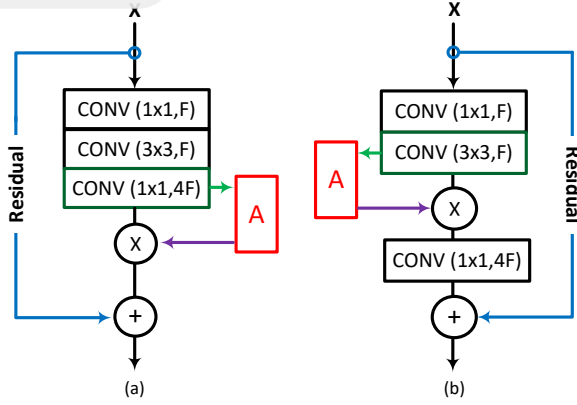 X
CONV (1x1,F)
CONV (3x3,F)
CONV (1x1,4F)
Residual
A
X
+
(a)
X
CONV (1x1,F)
CONV (3x3,F)
A
X
CONV (1x1,4F)
Residual
+
(b)